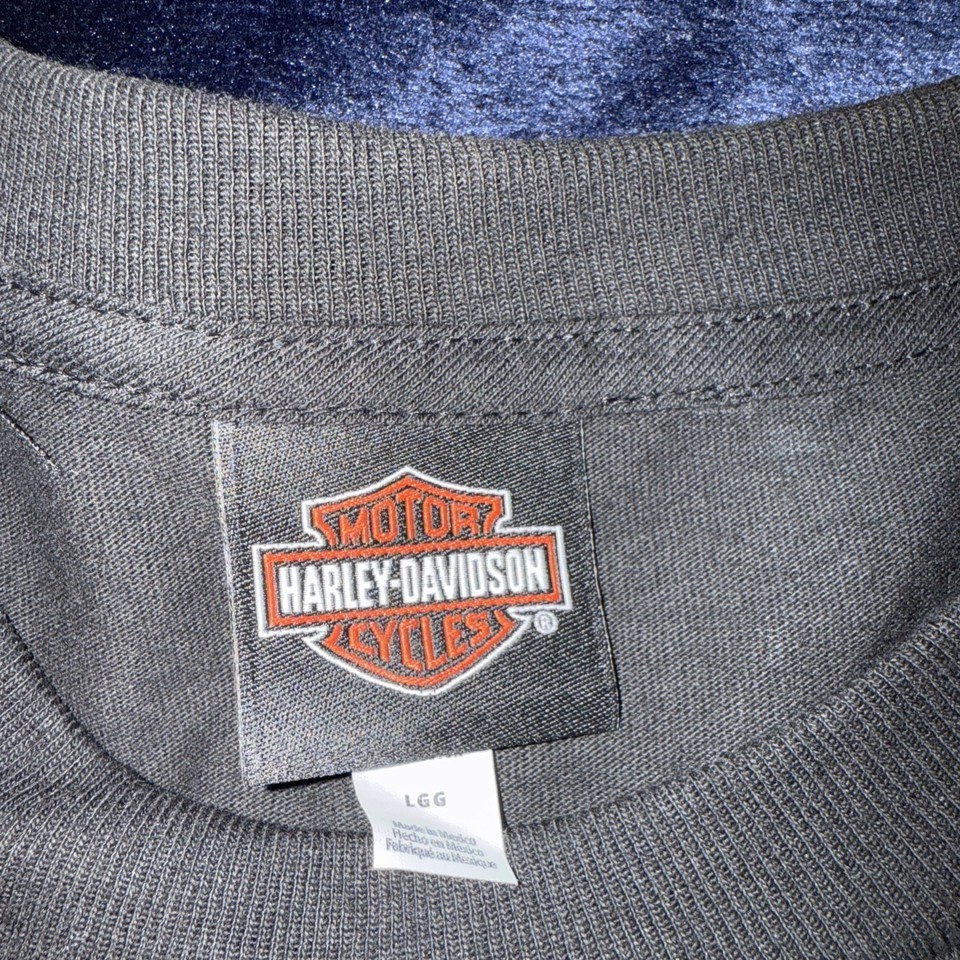 MOTOR
HARLEY-DAVIDSON
CYCLES
®
LGG
Made in Mexico
Hecho en México
Fabriqué au Mexique